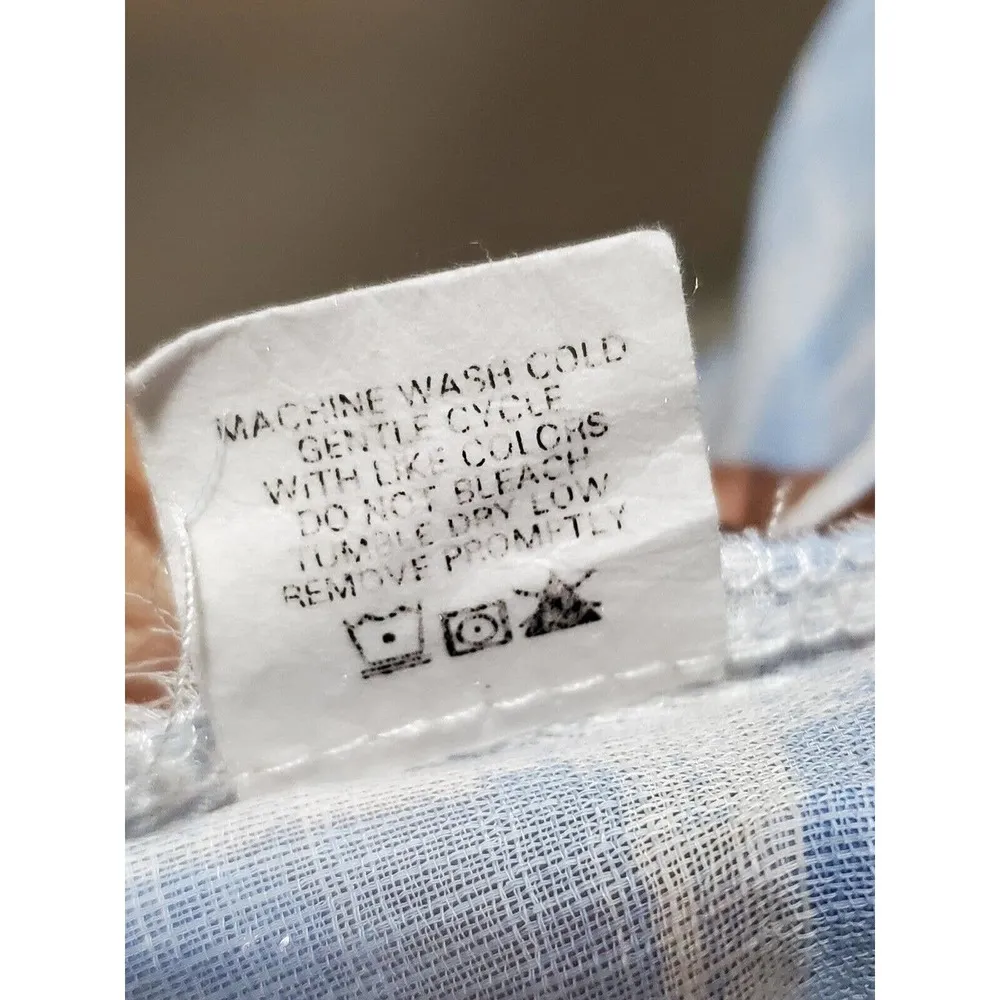 MACHINE WASH COLD
GENTLE CYCLE
WITH LIKE COLORS
DO NOT BLEACH
TUMBLE DRY LOW
REMOVE PROMPTLY